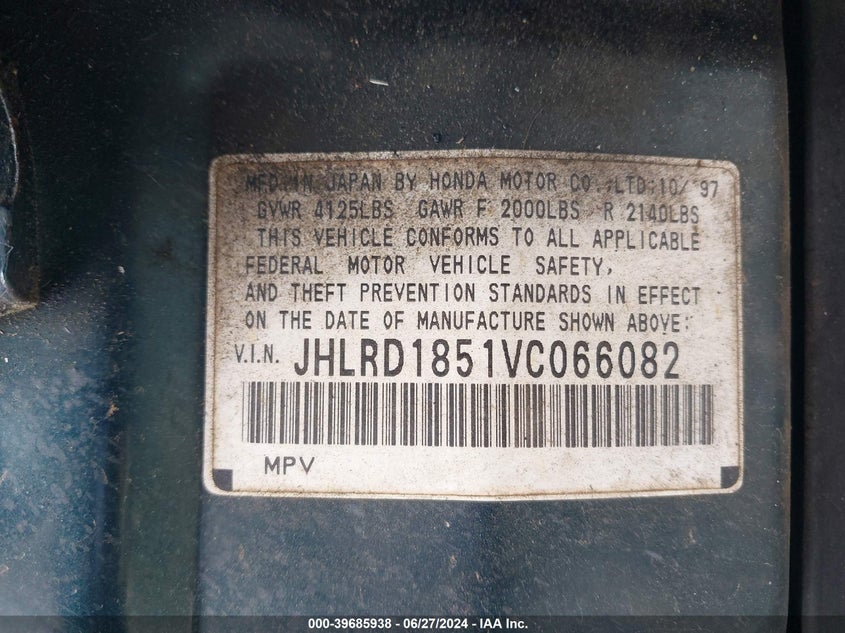 MFD IN JAPAN BY HONDA MOTOR CO.,LTD 10/ 97
GVWR 4125LBS GAWR F 2000LBS R 2140LBS
THIS VEHICLE CONFORMS TO ALL APPLICABLE
FEDERAL MOTOR VEHICLE SAFETY,
AND THEFT PREVENTION STANDARDS IN EFFECT
ON THE DATE OF MANUFACTURE SHOWN ABOVE:
V.I.N. JHLRD1851VC066082
MPV
000-39685938 - 06/27/2024 - IAA Inc.